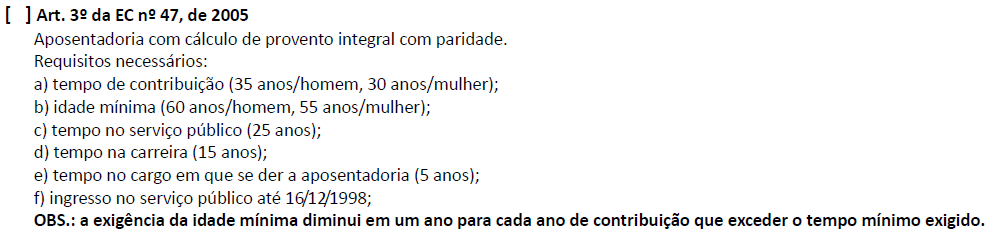 [   ] Art. 3º da EC nº 47, de 2005
Aposentadoria com cálculo de provento integral com paridade.
Requisitos necessários:
a) tempo de contribuição (35 anos/homem, 30 anos/mulher);
b) idade mínima (60 anos/homem, 55 anos/mulher);
c) tempo no serviço público (25 anos);
d) tempo na carreira (15 anos);
e) tempo no cargo em que se der a aposentadoria (5 anos);
f) ingresso no serviço público até 16/12/1998;
OBS.: a exigência da idade mínima diminui em um ano para cada ano de contribuição que exceder o tempo mínimo exigido.